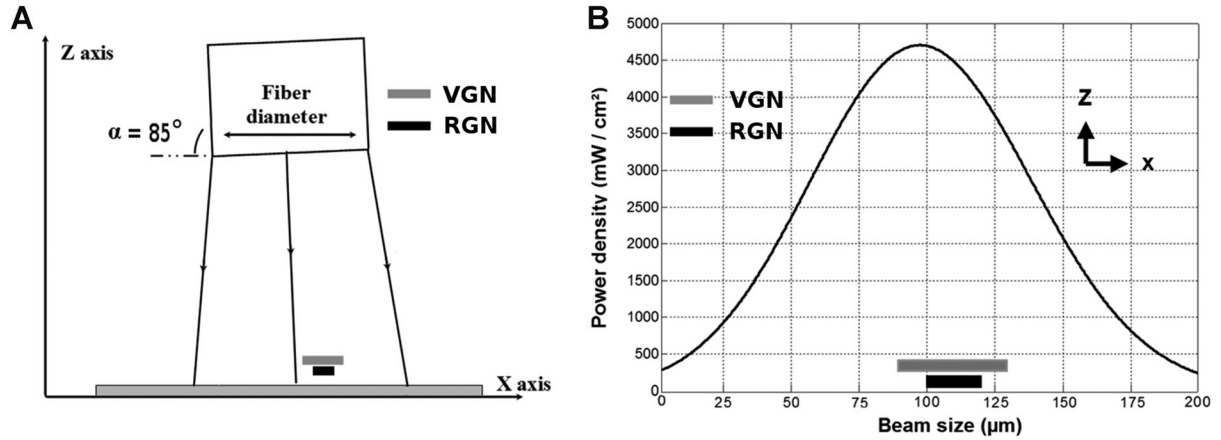 A
Z axis
Fiber
diameter
α = 85°
VGN
RGN
X axis
B
Power density (mW / cm²)
5000
4500
4000
3500
3000
2500
2000
1500
1000
500
0
VGN
RGN
Z
x
0 25 50 75 100 125 150 175 200
Beam size (µm)